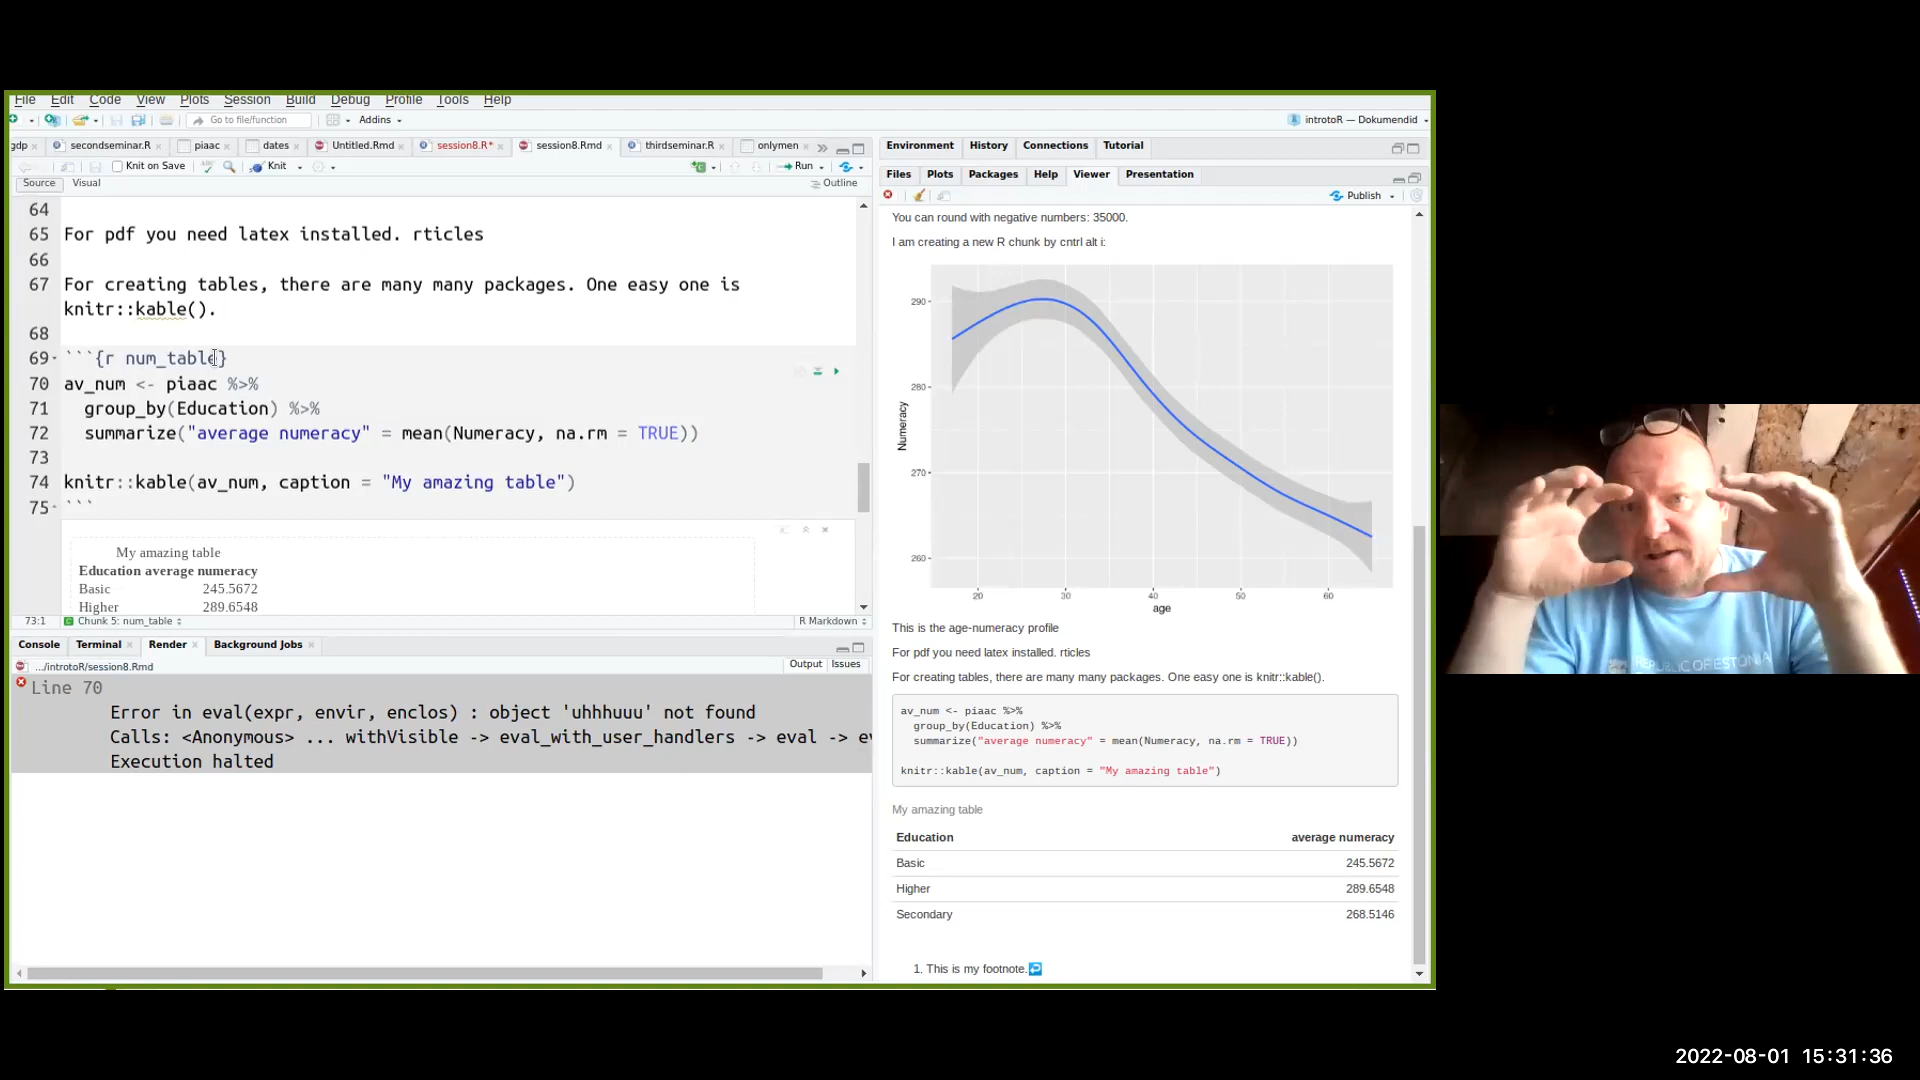 File Edit Code View Plots Session Build Debug Profile Tools Help
Go to file/function Addins
introtoR — Dokumendid
gdp secondseminar.R piaac dates Untitled.Rmd session8.R* session8.Rmd thirdseminar.R onlymen
Knit on Save Knit Run
Source Visual Outline
64
65 For pdf you need latex installed. rticles
66
67 For creating tables, there are many many packages. One easy one is
knitr::kable().
68
69 ```{r num_table}
70 av_num <- piaac %>%
71 group_by(Education) %>%
72 summarize("average numeracy" = mean(Numeracy, na.rm = TRUE))
73
74 knitr::kable(av_num, caption = "My amazing table")
75 ```
My amazing table
Education average numeracy
Basic 245.5672
Higher 289.6548
73:1 Chunk 5: num_table R Markdown
Console Terminal Render Background Jobs
.../introtoR/session8.Rmd Output Issues
Line 70
Error in eval(expr, envir, enclos) : object 'uhhhuuu' not found
Calls: <Anonymous> ... withVisible -> eval_with_user_handlers -> eval -> ev
Execution halted
Environment History Connections Tutorial
Files Plots Packages Help Viewer Presentation
Publish
You can round with negative numbers: 35000.
I am creating a new R chunk by cntrl alt i:
290
280
270
260
Numeracy
20 30 40 50 60
age
This is the age-numeracy profile
For pdf you need latex installed. rticles
For creating tables, there are many many packages. One easy one is knitr::kable().
av_num <- piaac %>%
group_by(Education) %>%
summarize("average numeracy" = mean(Numeracy, na.rm = TRUE))
knitr::kable(av_num, caption = "My amazing table")
My amazing table
Education average numeracy
Basic 245.5672
Higher 289.6548
Secondary 268.5146
1. This is my footnote.
REPUBLIC OF ESTONIA
2022-08-01 15:31:36